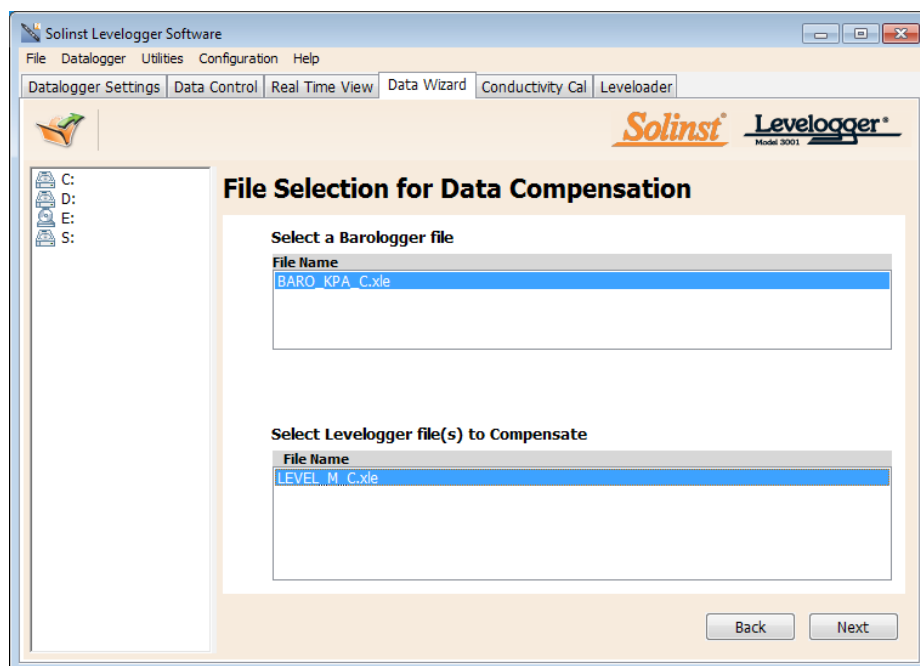 Solinst Levelogger Software
File Datalogger Utilities Configuration Help
Datalogger Settings Data Control Real Time View Data Wizard Conductivity Cal Leveloader
Solinst® Levelogger®
Model 3001
C:
D:
E:
S:
File Selection for Data Compensation
Select a Barologger file
File Name
BARO_KPA_C.xle
Select Levelogger file(s) to Compensate
File Name
LEVEL_M_C.xle
Back Next